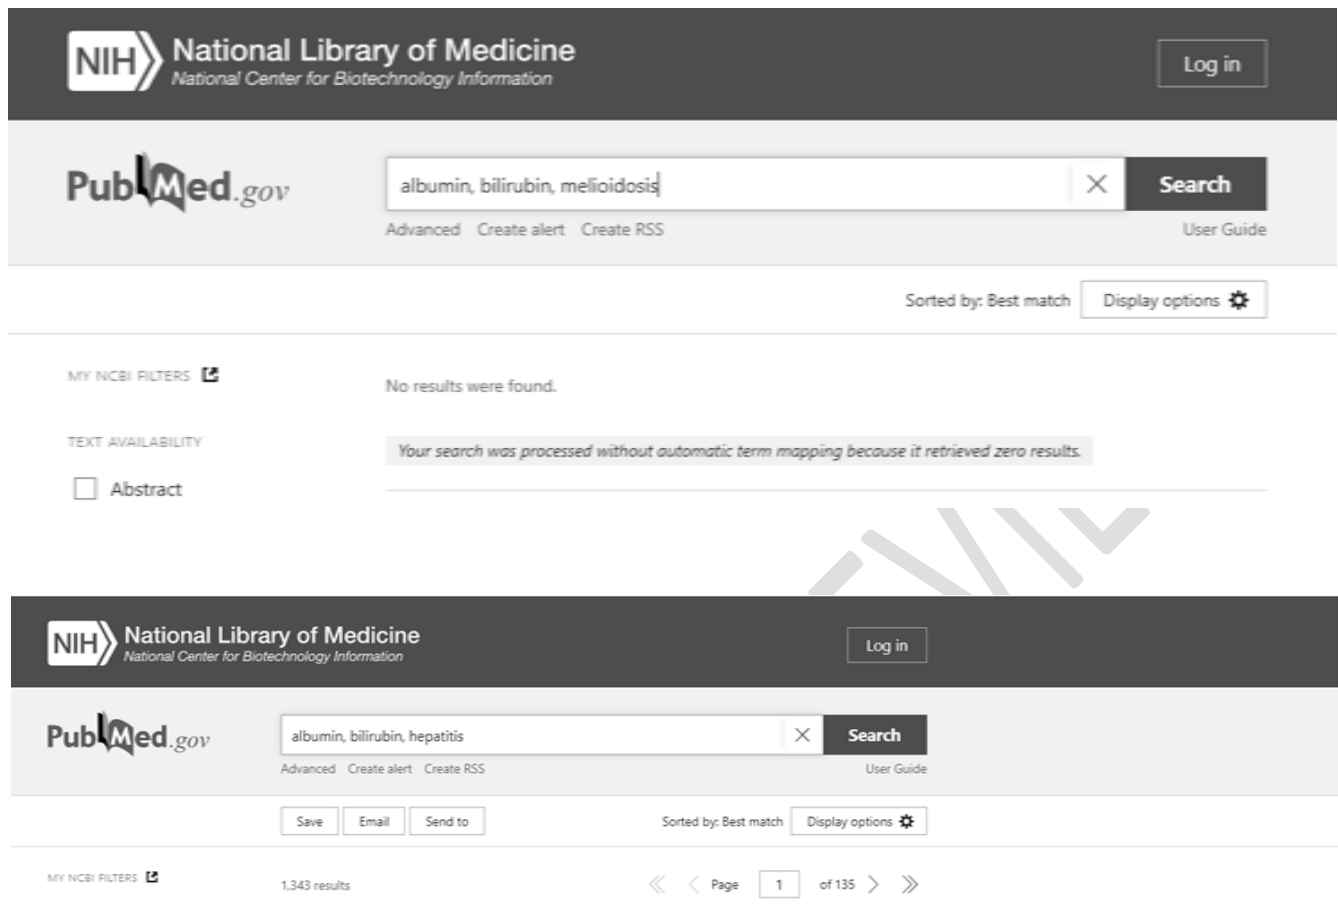 NIH National Library of Medicine
National Center for Biotechnology Information
Log in
PubMed.gov
albumin, bilirubin, melioidosis
Search
Advanced Create alert Create RSS
User Guide
Sorted by: Best match Display options
MY NCBI FILTERS
No results were found.
TEXT AVAILABILITY
Your search was processed without automatic term mapping because it retrieved zero results.
Abstract
NIH National Library of Medicine
National Center for Biotechnology Information
Log in
PubMed.gov
albumin, bilirubin, hepatitis
Search
Advanced Create alert Create RSS
User Guide
Save Email Send to
Sorted by: Best match Display options
MY NCBI FILTERS
1,343 results
Page 1 of 135